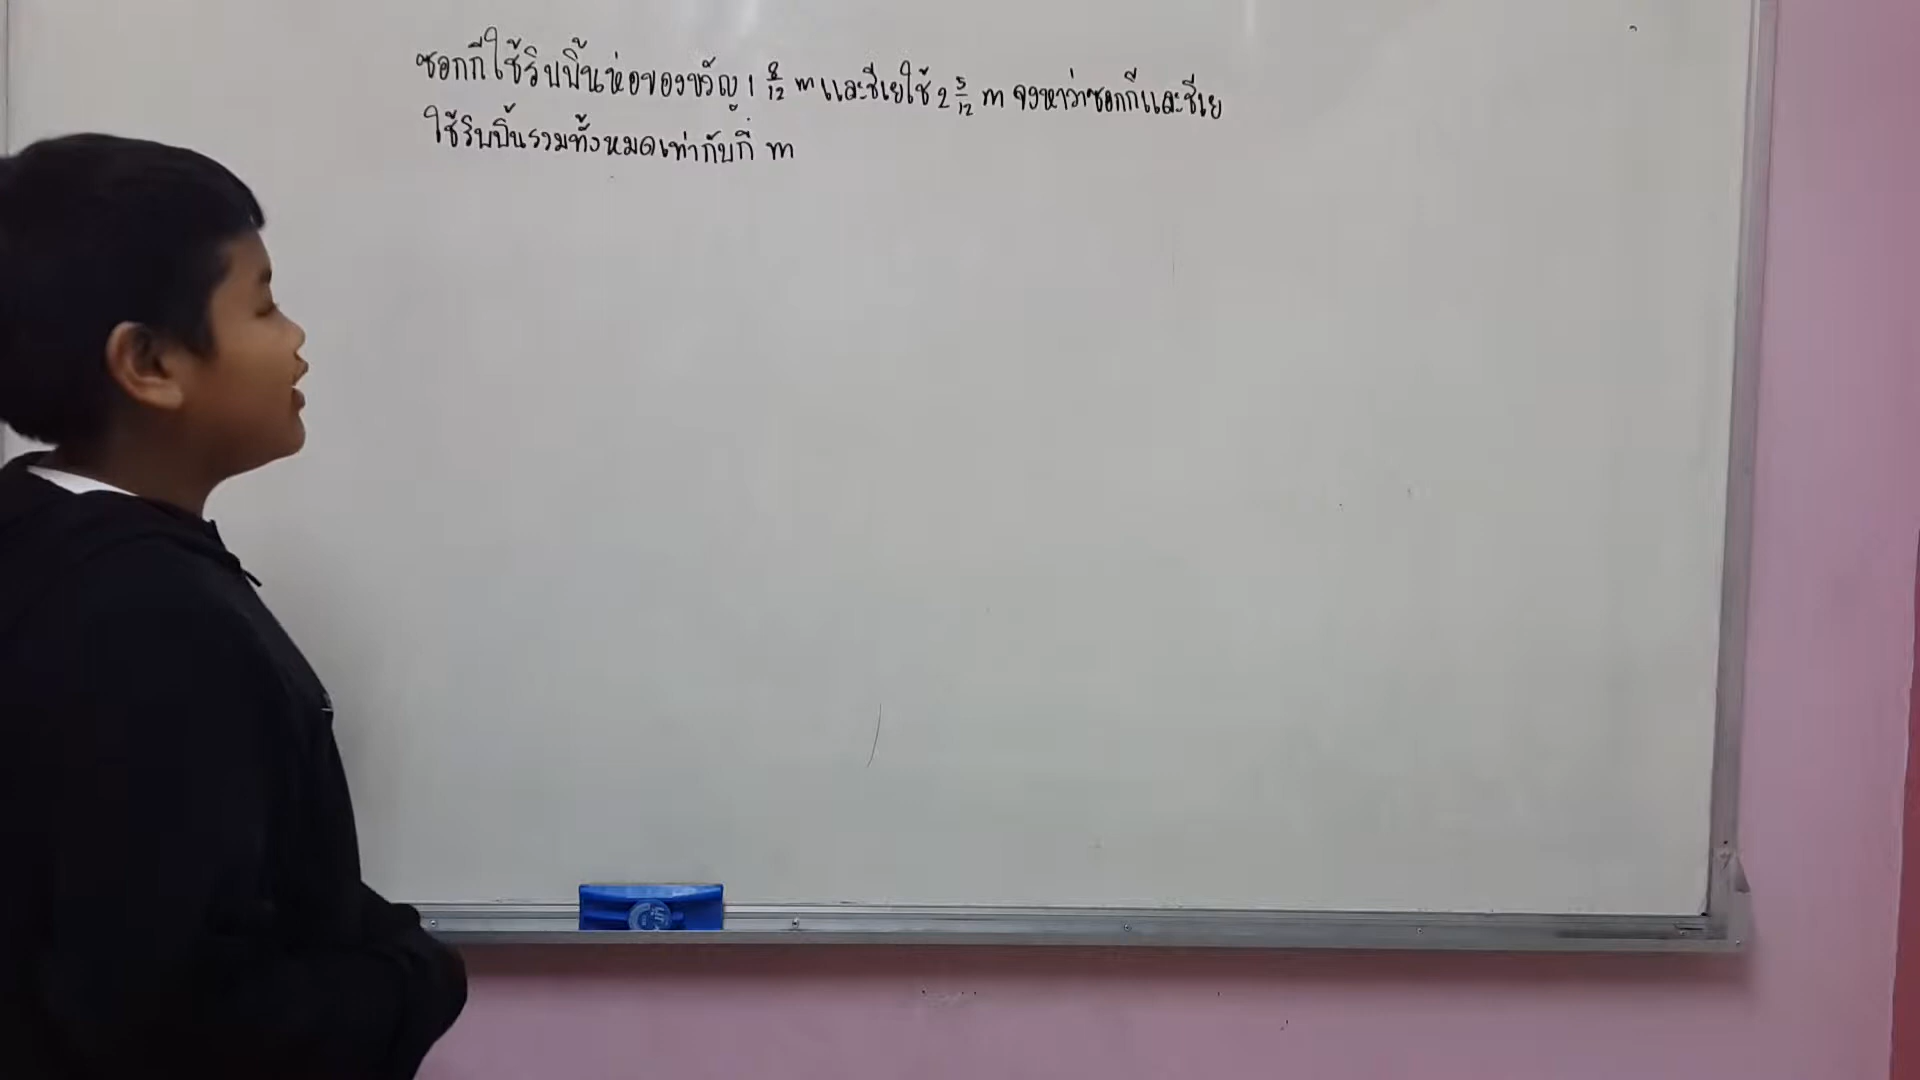 ซอกกีใช้ริบบิ้นห่อของขวัญ 1 8/12 m และชีเยใช้ 2 5/12 m จงหาว่าซอกกีและชีเย
ใช้ริบบิ้นรวมทั้งหมดเท่ากับกี่ m